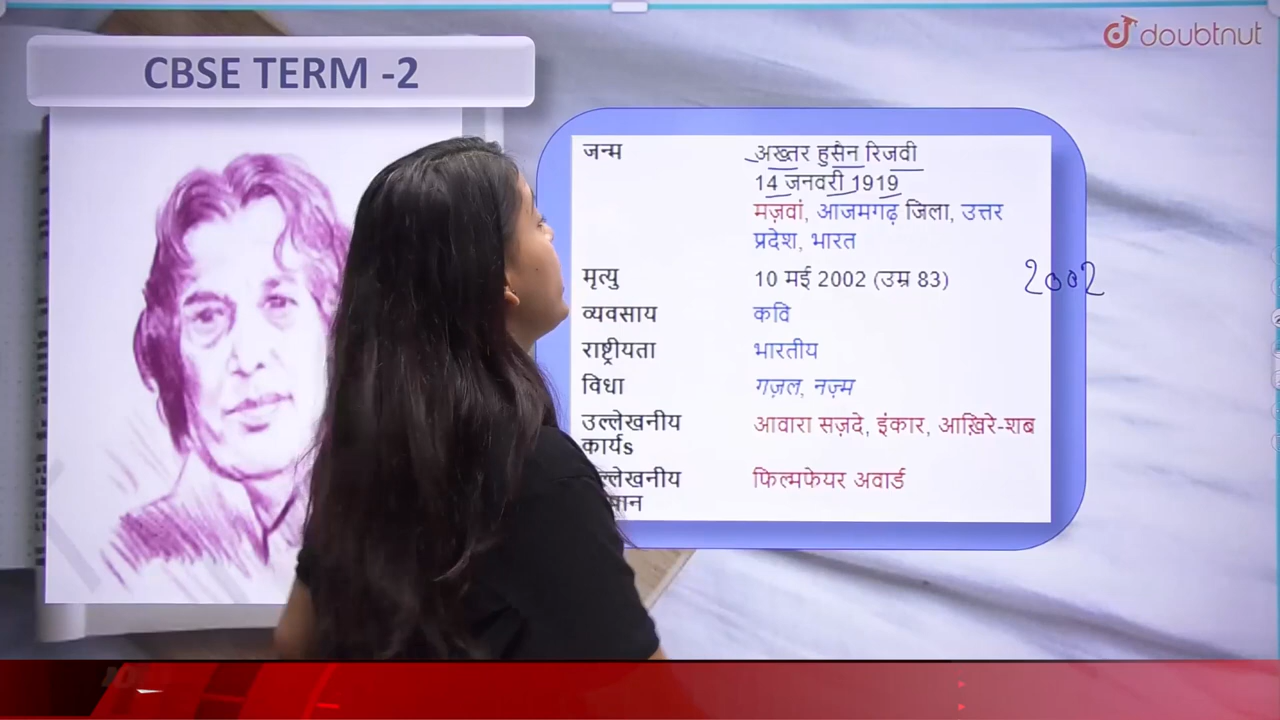 doubtnut
CBSE TERM -2
जन्म अख्तर हुसैन रिजवी
14 जनवरी 1919
मज़वां, आजमगढ़ जिला, उत्तर
प्रदेश, भारत
मृत्यु 10 मई 2002 (उम्र 83) 2002
व्यवसाय कवि
राष्ट्रीयता भारतीय
विधा गज़ल, नज़्म
उल्लेखनीय आवारा सज़दे, इंकार, आख़िरे-शब
कार्यs
फिल्मफेयर अवार्ड